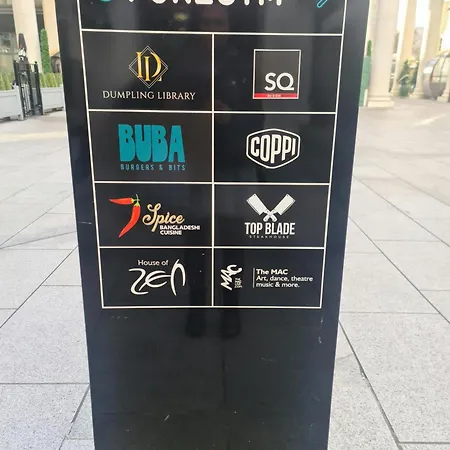 DUMPLING LIBRARY
SQ
BUBA
BURGERS & BITS
COPPI
Spice
BANGLADESHI
CUISINE
TOP BLADE
STEAKHOUSE
House of
Zen
MAC
The MAC
Art, dance, theatre
music & more.